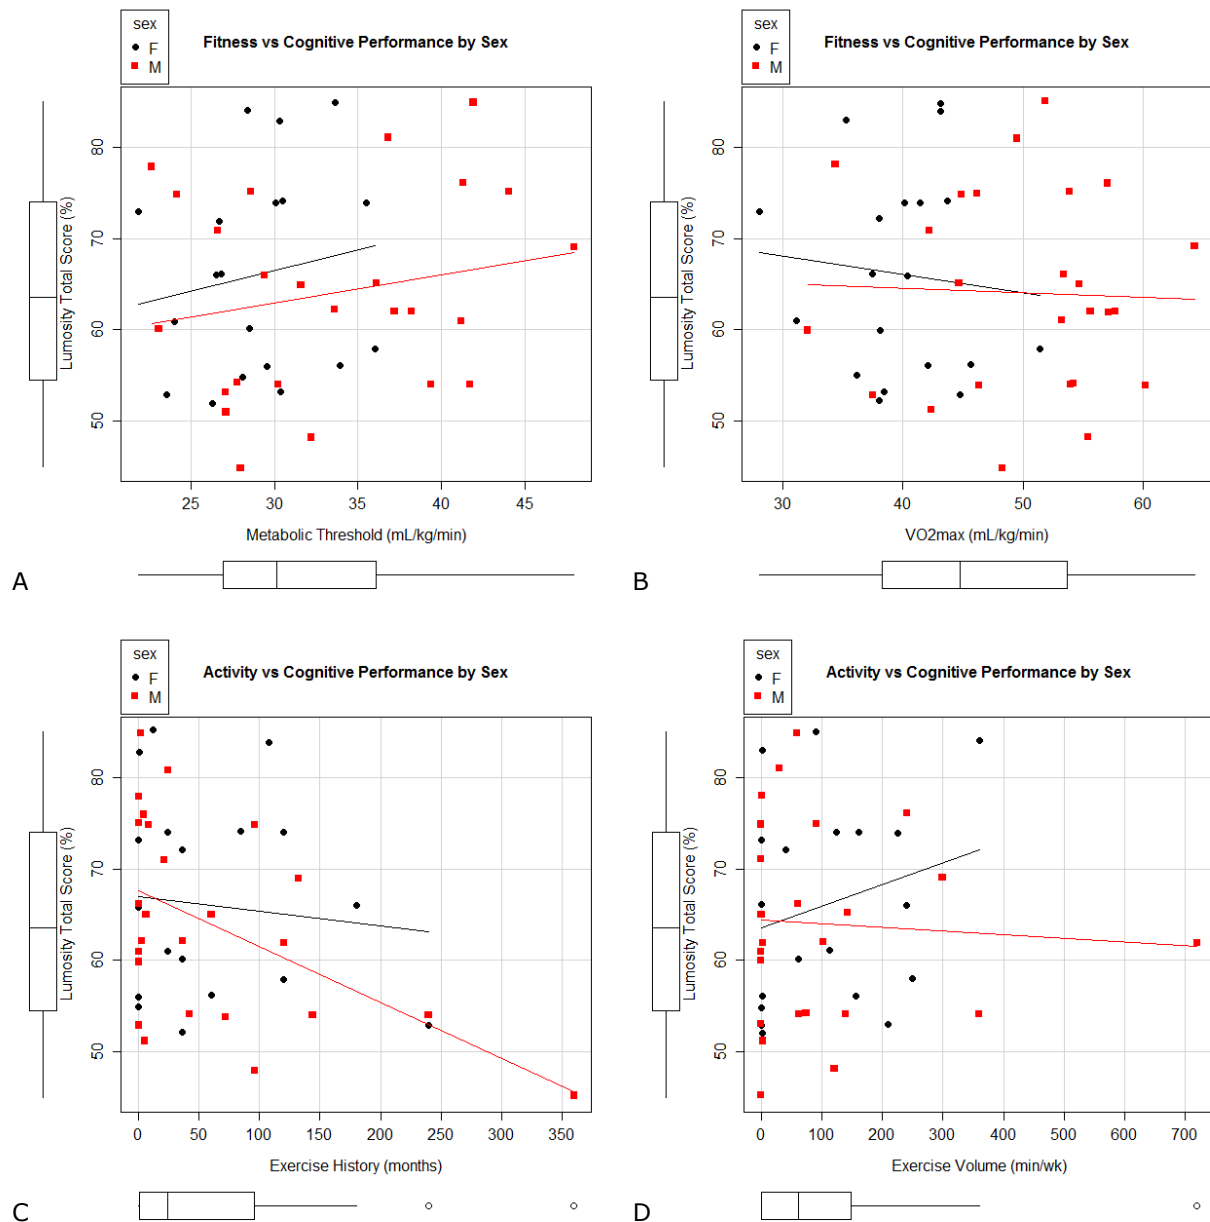 sex
F
M
Fitness vs Cognitive Performance by Sex
Lumosity Total Score (%)
80
70
60
50
25 30 35 40 45
Metabolic Threshold (mL/kg/min)
A
sex
F
M
Fitness vs Cognitive Performance by Sex
Lumosity Total Score (%)
80
70
60
50
30 40 50 60
VO2max (mL/kg/min)
B
sex
F
M
Activity vs Cognitive Performance by Sex
Lumosity Total Score (%)
80
70
60
50
0 50 100 150 200 250 300 350
Exercise History (months)
C
sex
F
M
Activity vs Cognitive Performance by Sex
Lumosity Total Score (%)
80
70
60
50
0 100 200 300 400 500 600 700
Exercise Volume (min/wk)
D